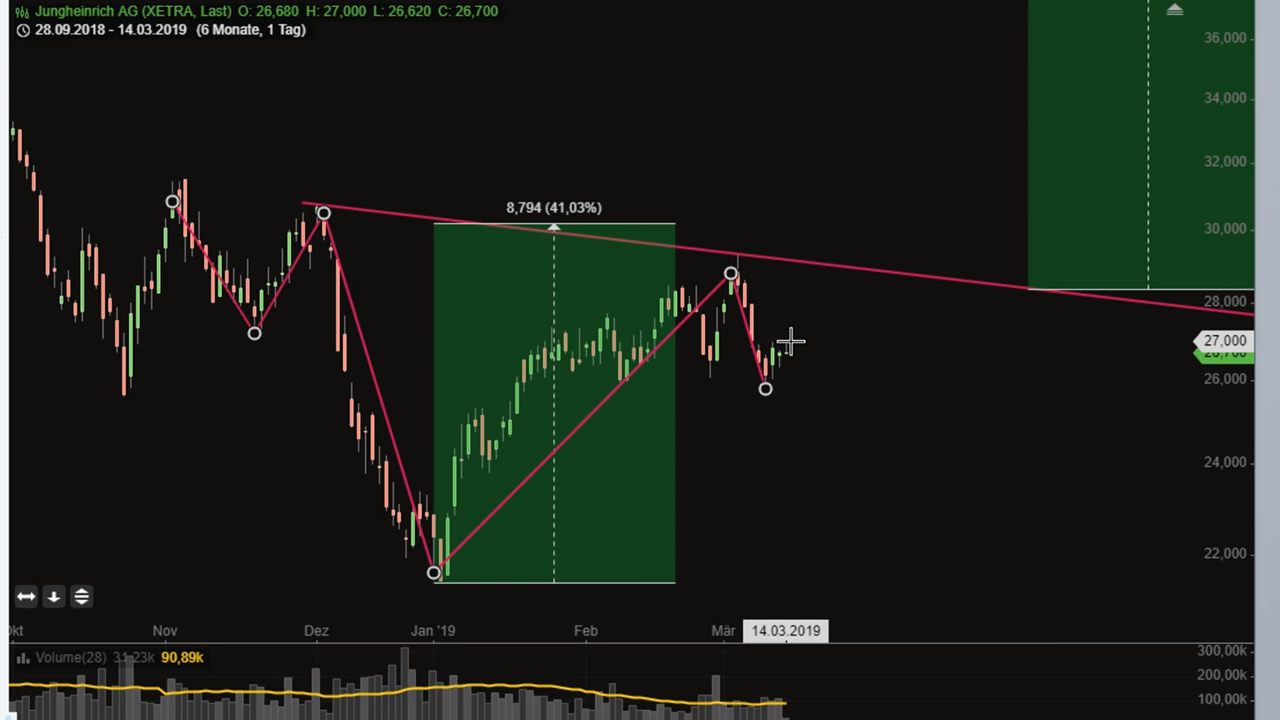 Jungheinrich AG (XETRA, Last) O: 26,680 H: 27,000 L: 26,620 C: 26,700
28.09.2018 - 14.03.2019 (6 Monate, 1 Tag)
36,000
34,000
32,000
8,794 (41,03%)
30,000
28,000
27,000
26,700
26,000
24,000
22,000
Okt Nov Dez Jan '19 Feb Mär 14.03.2019
Volume(28) 31,23k 90,89k
300,00k
200,00k
100,00k